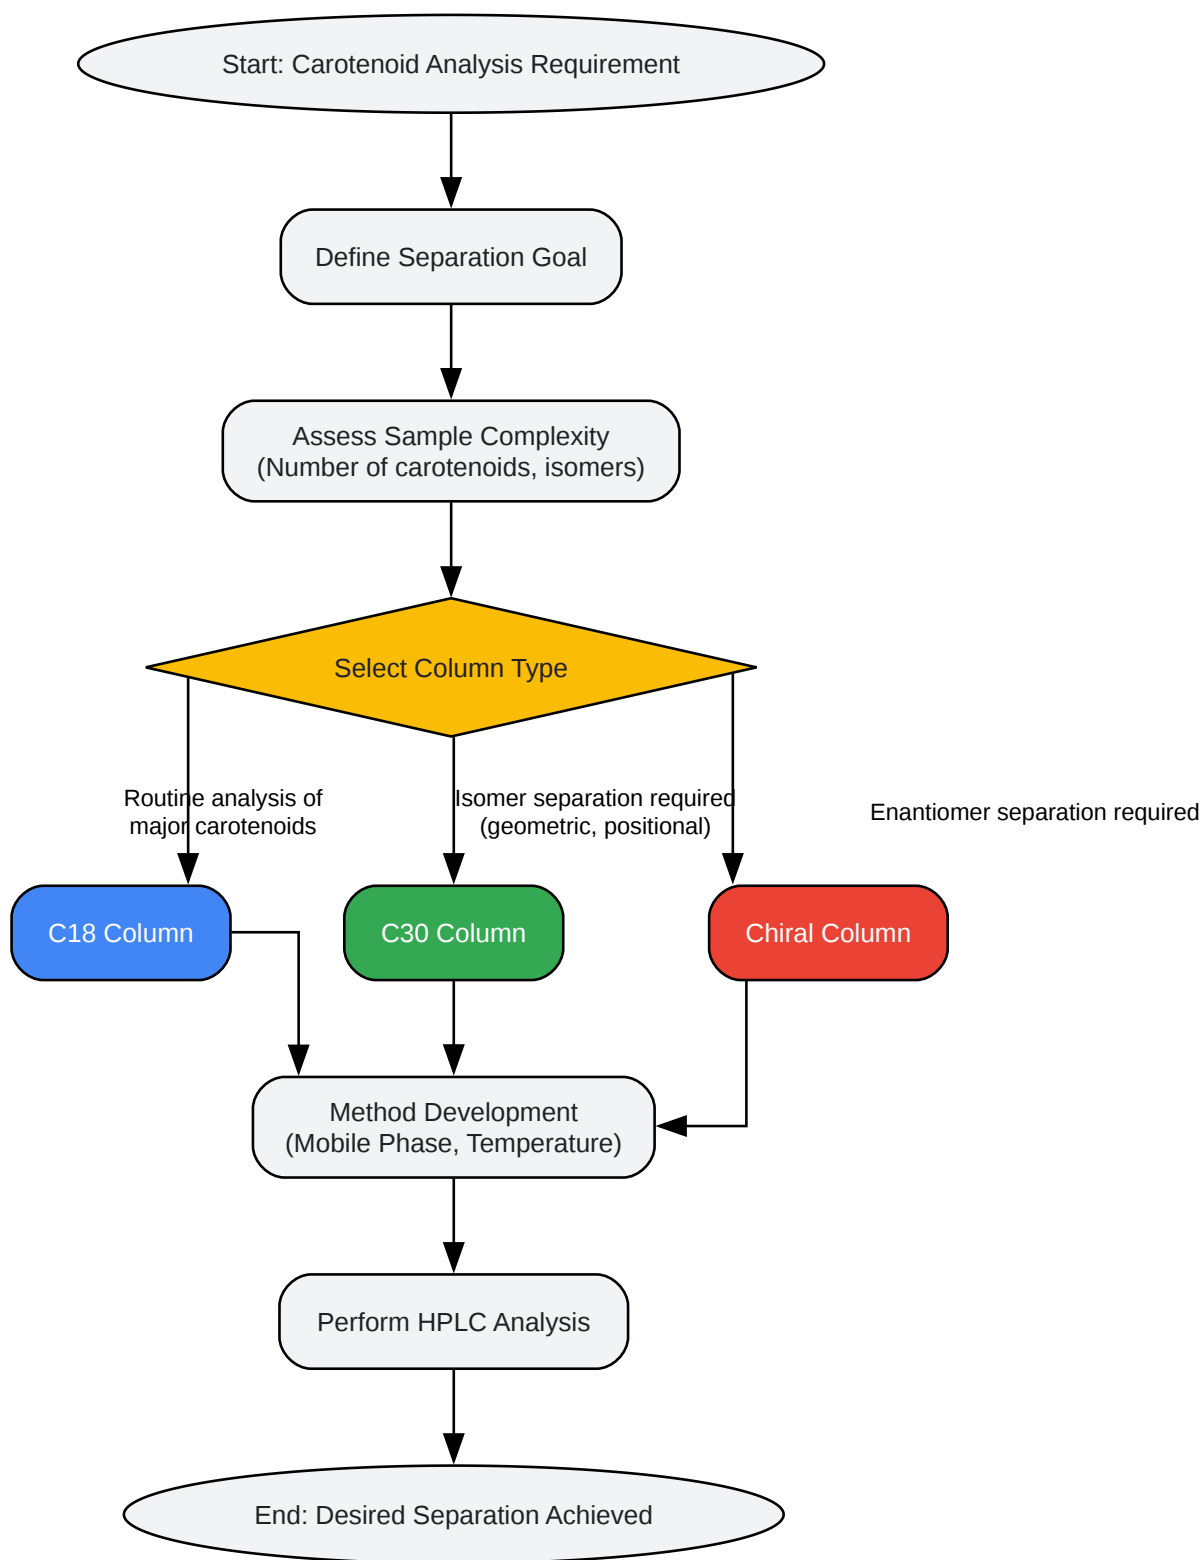 Start: Carotenoid Analysis Requirement
Define Separation Goal
Assess Sample Complexity
(Number of carotenoids, isomers)
Select Column Type
Routine analysis of
major carotenoids
Isomer separation required
(geometric, positional)
Enantiomer separation required
C18 Column
C30 Column
Chiral Column
Method Development
(Mobile Phase, Temperature)
Perform HPLC Analysis
End: Desired Separation Achieved